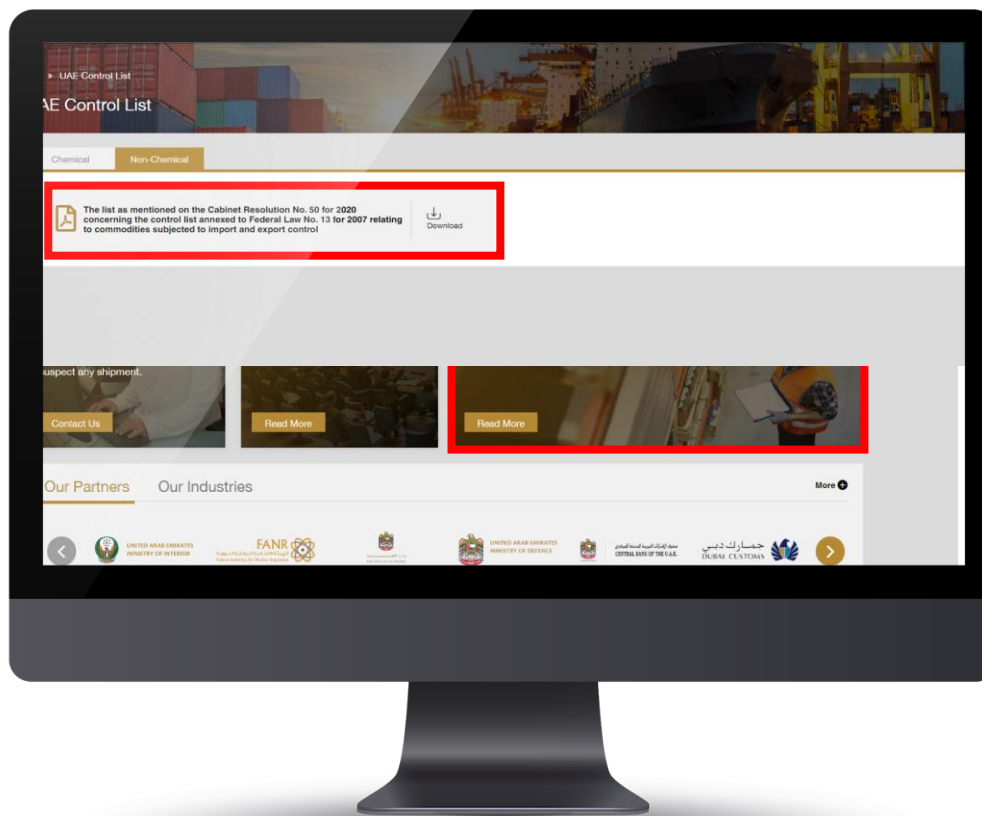 » UAE Control List
AE Control List
Chemical
Non-Chemical
The list as mentioned on the Cabinet Resolution No. 50 for 2020
concerning the control list annexed to Federal Law No. 13 for 2007 relating
to commodities subjected to import and export control
Download
suspect any shipment.
Contact Us
Read More
Read More
Our Partners
Our Industries
More
UNITED ARAB EMIRATES
MINISTRY OF INTERIOR
FANR
UNITED ARAB EMIRATES
MINISTRY OF DEFENCE
CENTRAL BANK OF THE U.A.E.
جمارك دبي
DUBAI CUSTOMS